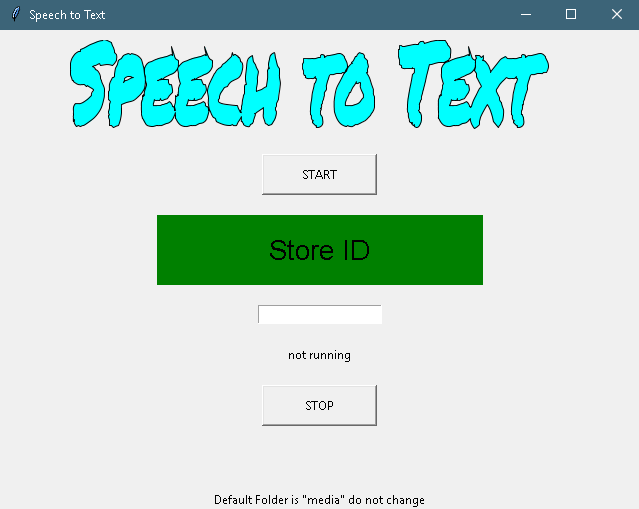 Speech to Text
Speech to Text
START
Store ID
not running
STOP
Default Folder is "media" do not change